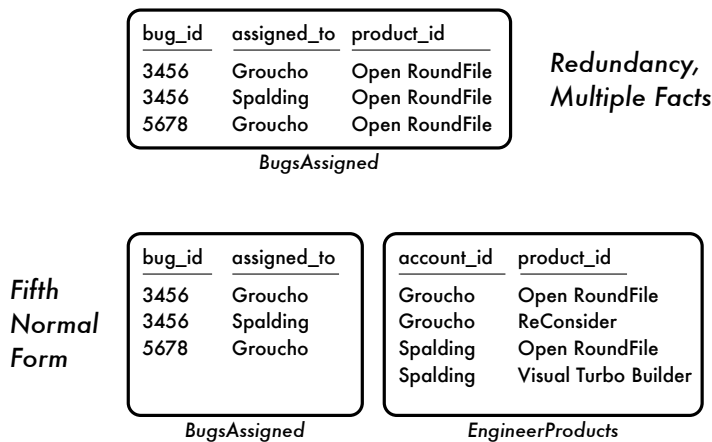 bug_id assigned_to product_id
3456 Groucho Open RoundFile
3456 Spalding Open RoundFile
5678 Groucho Open RoundFile
BugsAssigned
Redundancy,
Multiple Facts
Fifth
Normal
Form
bug_id assigned_to
3456 Groucho
3456 Spalding
5678 Groucho
BugsAssigned
account_id product_id
Groucho Open RoundFile
Groucho ReConsider
Spalding Open RoundFile
Spalding Visual Turbo Builder
EngineerProducts